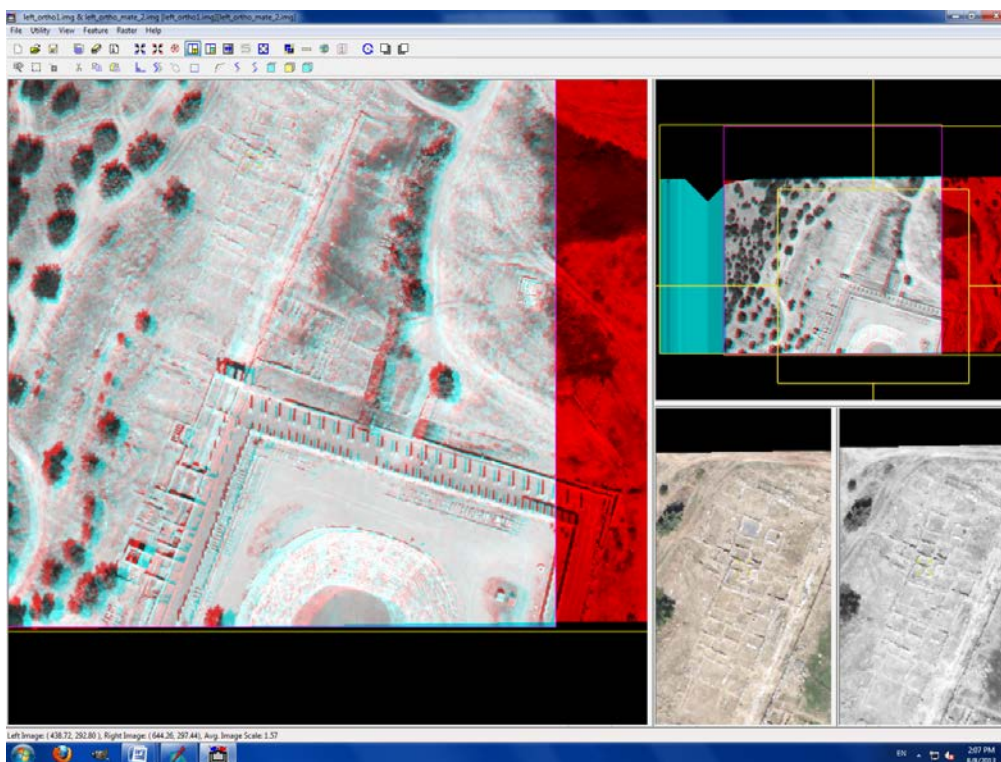 left_ortho1.img & left_ortho_mate_2.img [left_ortho1.img][left_ortho_mate_2.img]
File Utility View Feature Raster Help
Left Image: ( 438.72, 292.80 ), Right Image: ( 644.26, 297.44), Avg. Image Scale: 1.57
EN 2:07 PM